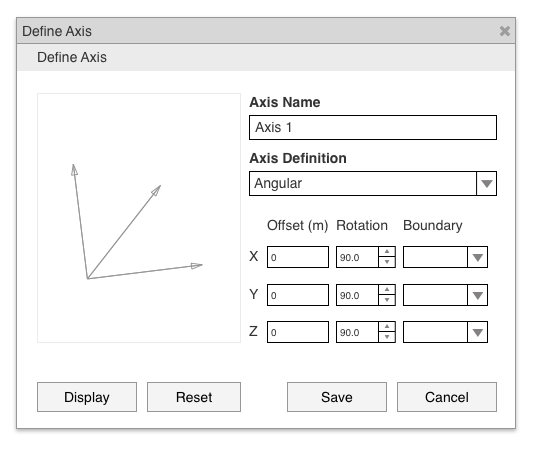 Define Axis
Define Axis
Axis Name
Axis 1
Axis Definition
Angular
Offset (m) Rotation Boundary
X 0 90.0
Y 0 90.0
Z 0 90.0
Display Reset Save Cancel